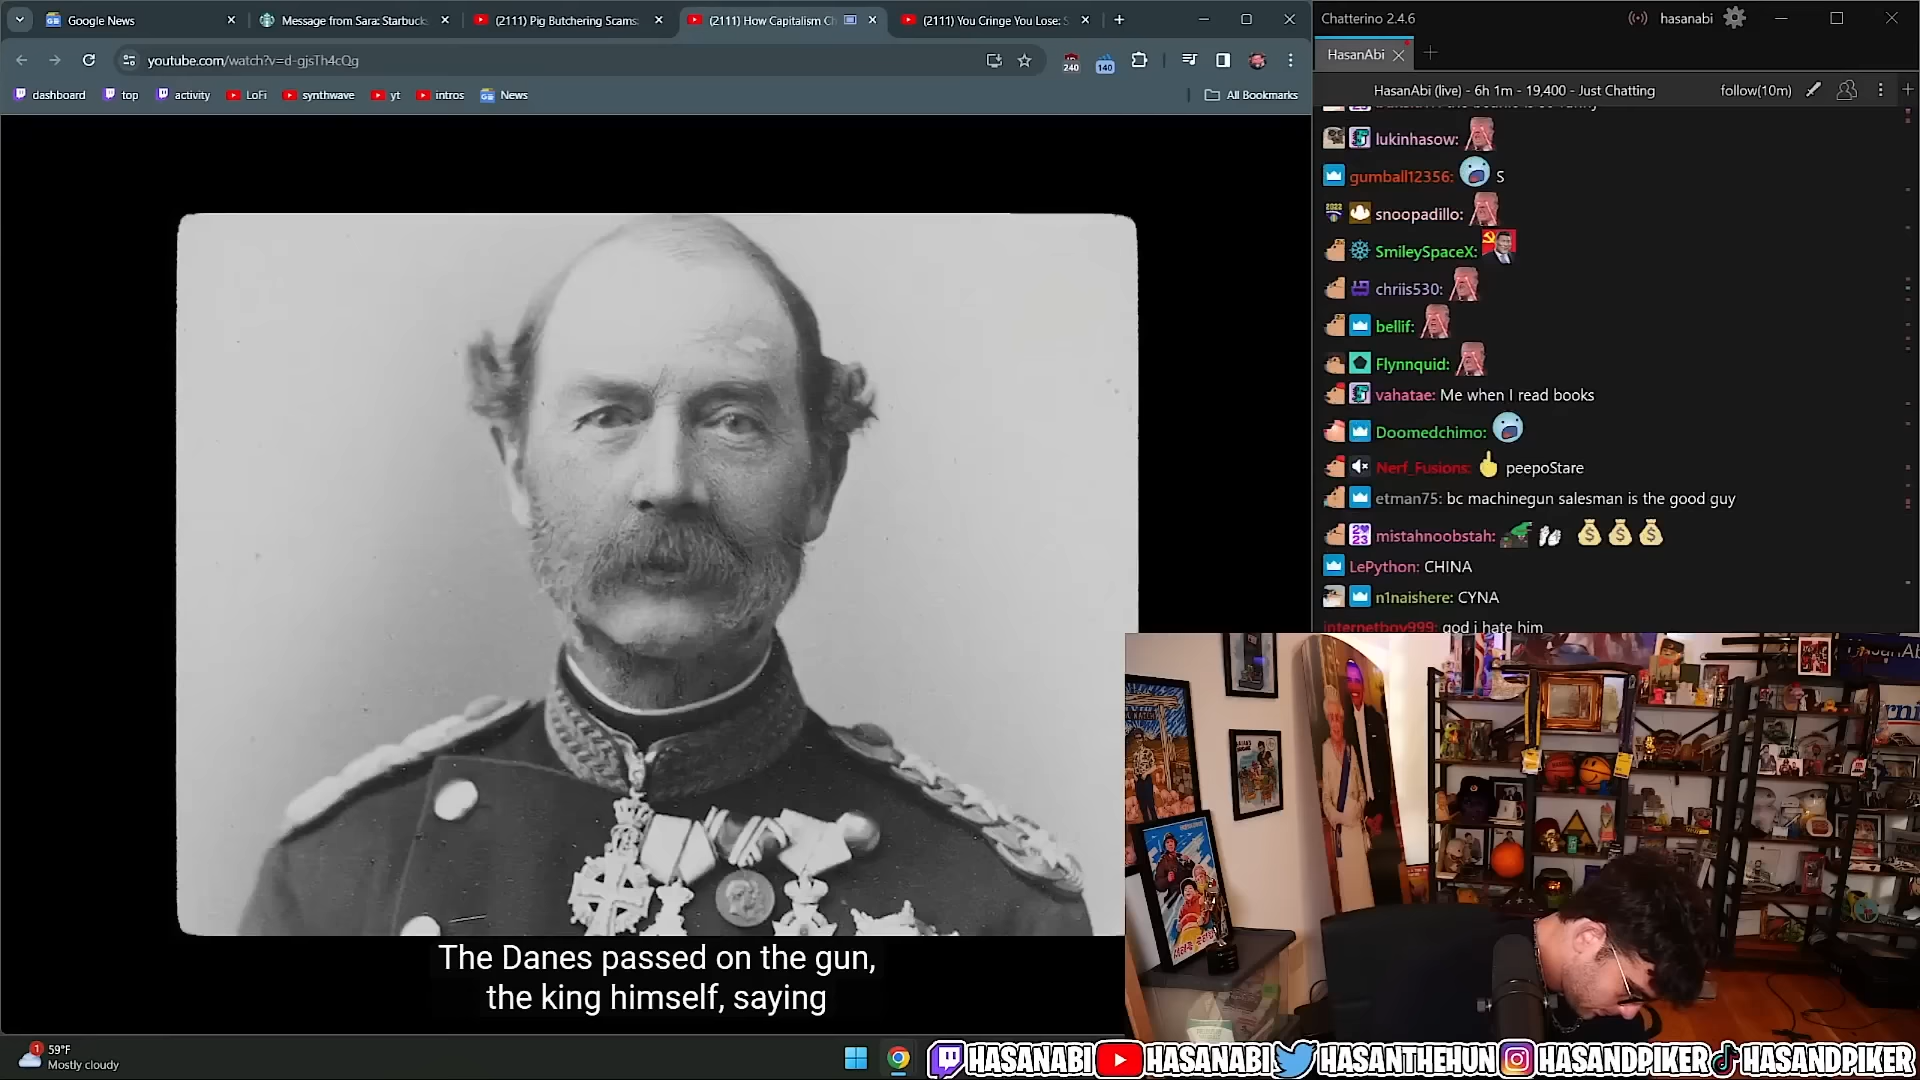 Google News
Message from Sara: Starbuck
(2111) Pig Butchering Scams:
(2111) How Capitalism Ch
(2111) You Cringe You Lose: S
youtube.com/watch?v=d-gjsTh4cQg
240
140
dashboard
top
activity
LoFi
synthwave
yt
intros
News
All Bookmarks
The Danes passed on the gun,
the king himself, saying
Chatterino 2.4.6
hasanabi
HasanAbi
HasanAbi (live) - 6h 1m - 19,400 - Just Chatting
follow(10m)
lukinhasow:
gumball12356: S
snoopadillo:
SmileySpaceX:
chriis530:
bellif:
Flynnquid:
vahatae: Me when I read books
Doomedchimo:
Nerf_Fusions: peepoStare
etman75: bc machinegun salesman is the good guy
mistahnoobstah:
LePython: CHINA
n1naishere: CYNA
internetboy999: god i hate him
1
59°F
Mostly cloudy
HASANABI
HASANABI
HASANTHEHUN
HASANDPIKER
HASANDPIKER